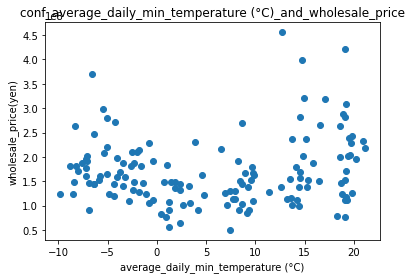 conf_average_daily_min_temperature (°C)_and_wholesale_price
1e8
4.5
4.0
3.5
3.0
2.5
2.0
1.5
1.0
0.5
wholesale_price(yen)
-10 -5 0 5 10 15 20
average_daily_min_temperature (°C)